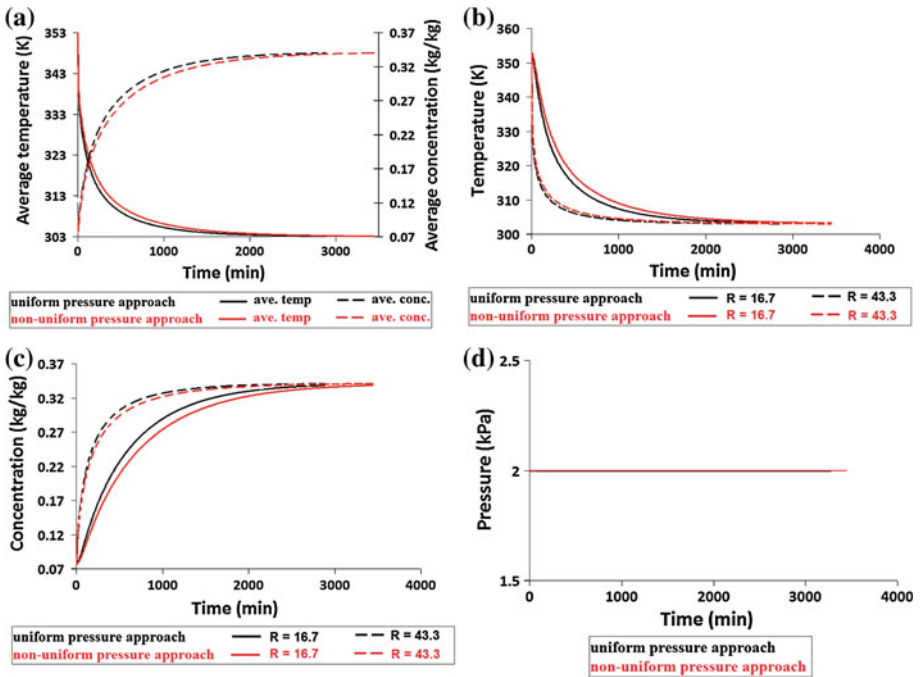 (a)
Average temperature (K)
353
343
333
323
313
303
0.37
0.32
0.27
0.22
0.17
0.12
0.07
Average concentration (kg/kg)
0 1000 2000 3000
Time (min)
uniform pressure approach ave. temp ave. conc.
non-uniform pressure approach ave. temp ave. conc.
(b)
Temperature (K)
360
350
340
330
320
310
300
0 1000 2000 3000 4000
Time (min)
uniform pressure approach R = 16.7 R = 43.3
non-uniform pressure approach R = 16.7 R = 43.3
(c)
Concentration (kg/kg)
0.37
0.32
0.27
0.22
0.17
0.12
0.07
0 1000 2000 3000 4000
Time (min)
uniform pressure approach R = 16.7 R = 43.3
non-uniform pressure approach R = 16.7 R = 43.3
(d)
Pressure (kPa)
2.5
2
1.5
0 1000 2000 3000 4000
Time (min)
uniform pressure approach
non-uniform pressure approach